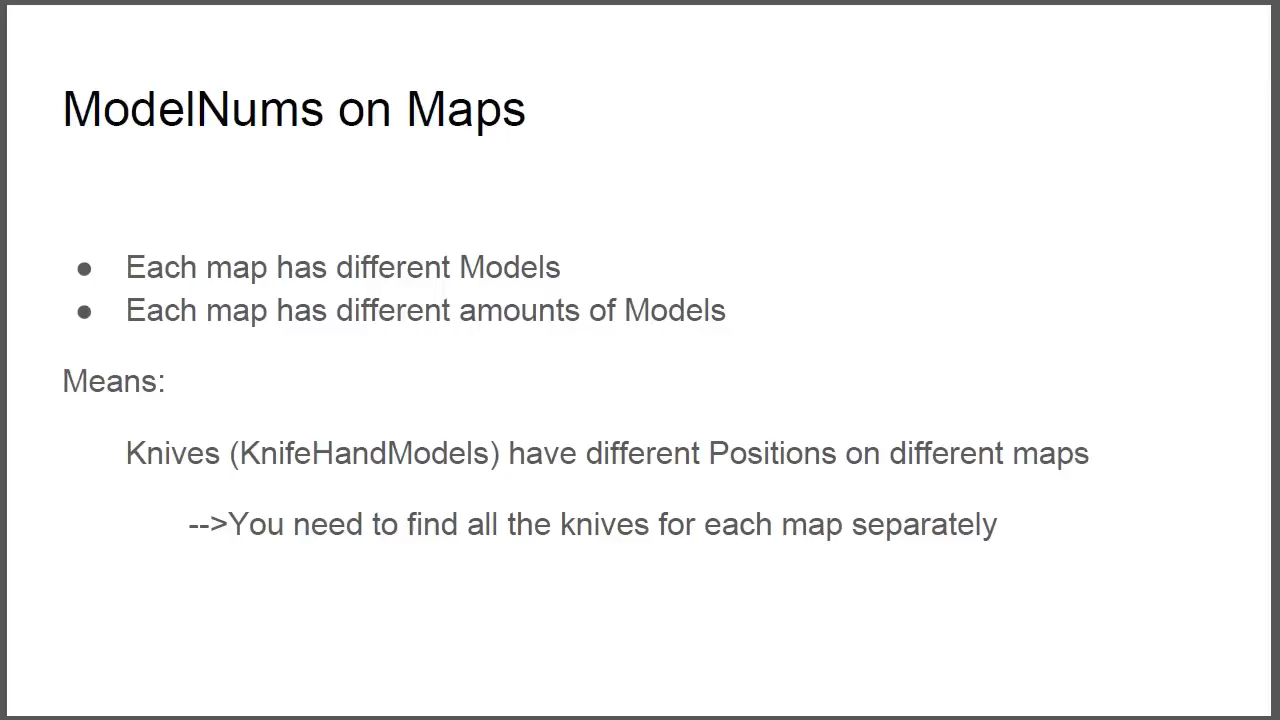 ModelNums on Maps
● Each map has different Models
● Each map has different amounts of Models
Means:
Knives (KnifeHandModels) have different Positions on different maps
-->You need to find all the knives for each map separately